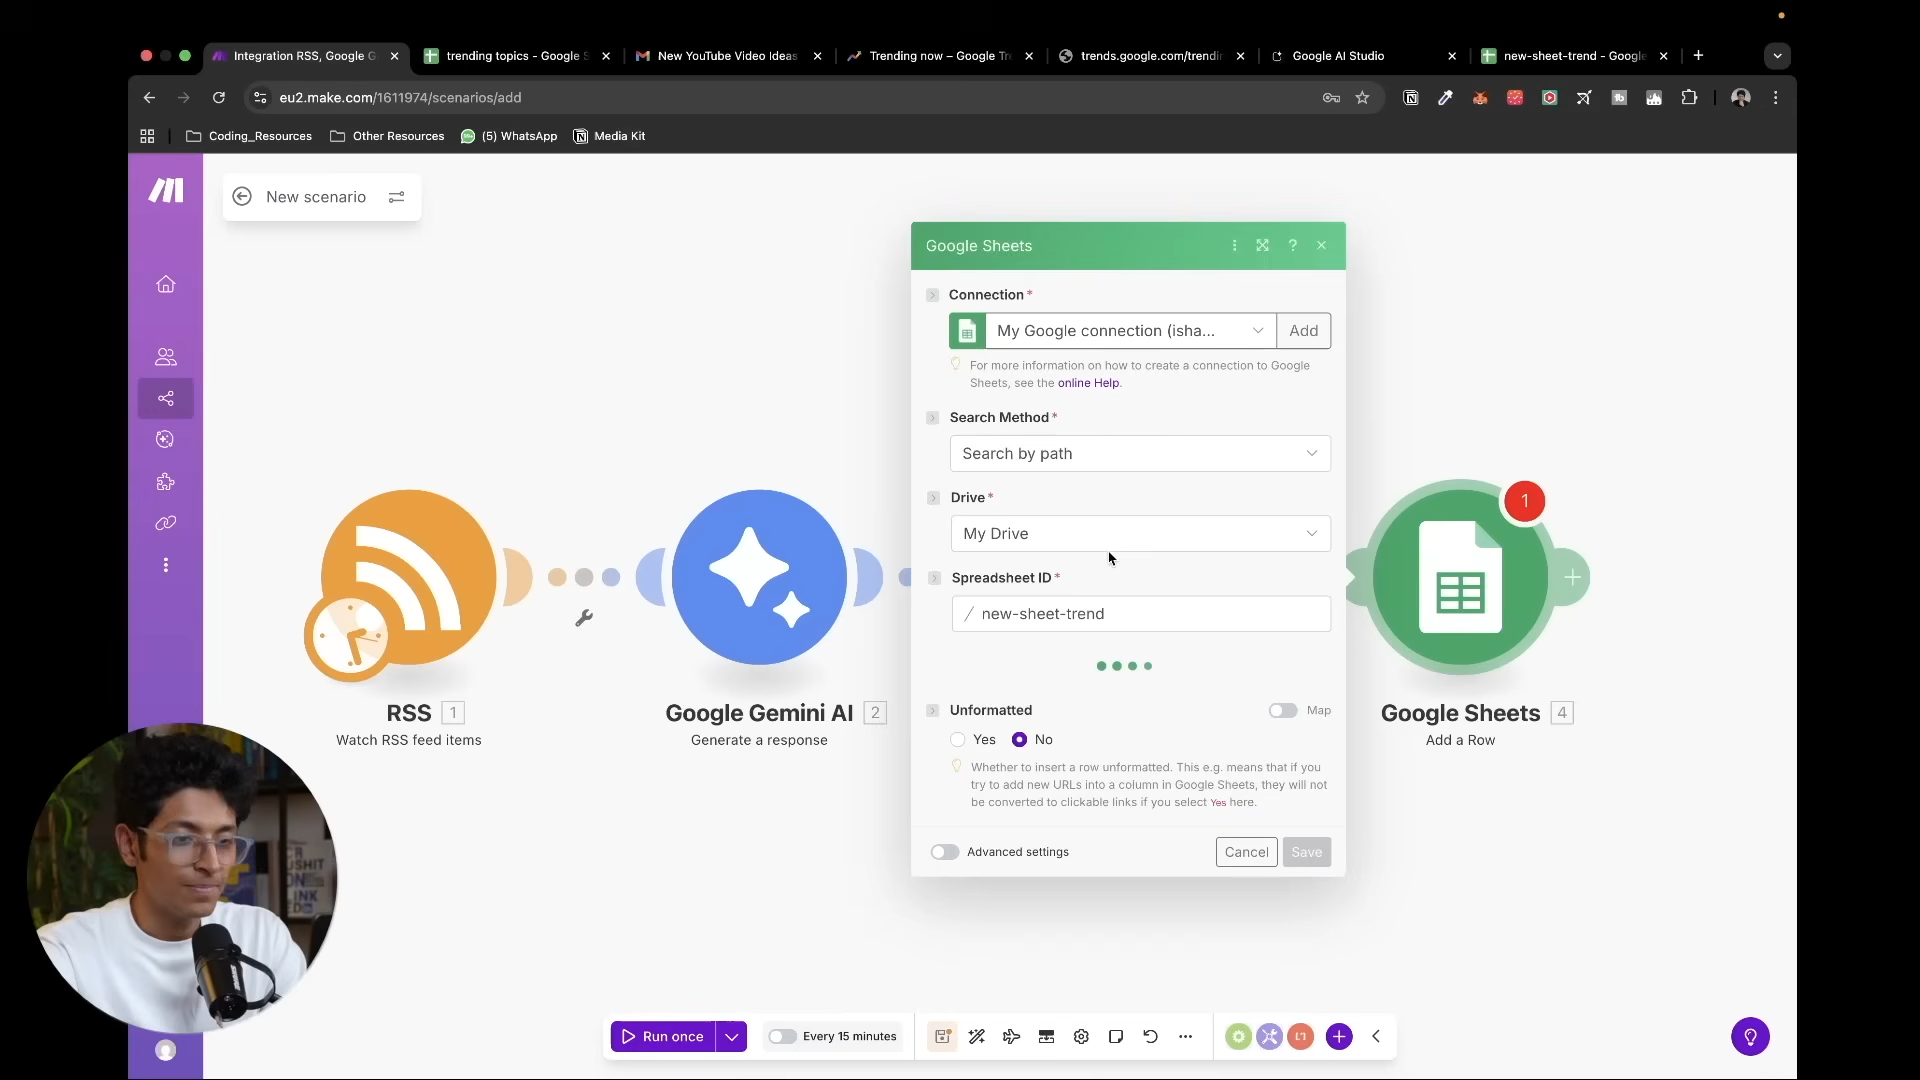 Integration RSS, Google G
trending topics - Google S
New YouTube Video Ideas
Trending now – Google Tr
trends.google.com/trendin
Google AI Studio
new-sheet-trend - Google
eu2.make.com/1611974/scenarios/add
Coding_Resources
Other Resources
(5) WhatsApp
Media Kit
New scenario
Google Sheets
Connection *
My Google connection (isha...
Add
For more information on how to create a connection to Google
Sheets, see the online Help.
Search Method *
Search by path
Drive *
My Drive
Spreadsheet ID *
/ new-sheet-trend
Unformatted
Map
Yes
No
Whether to insert a row unformatted. This e.g. means that if you
try to add new URLs into a column in Google Sheets, they will not
be converted to clickable links if you select Yes here.
Advanced settings
Cancel
Save
RSS 1
Watch RSS feed items
Google Gemini AI 2
Generate a response
1
Google Sheets 4
Add a Row
Run once
Every 15 minutes